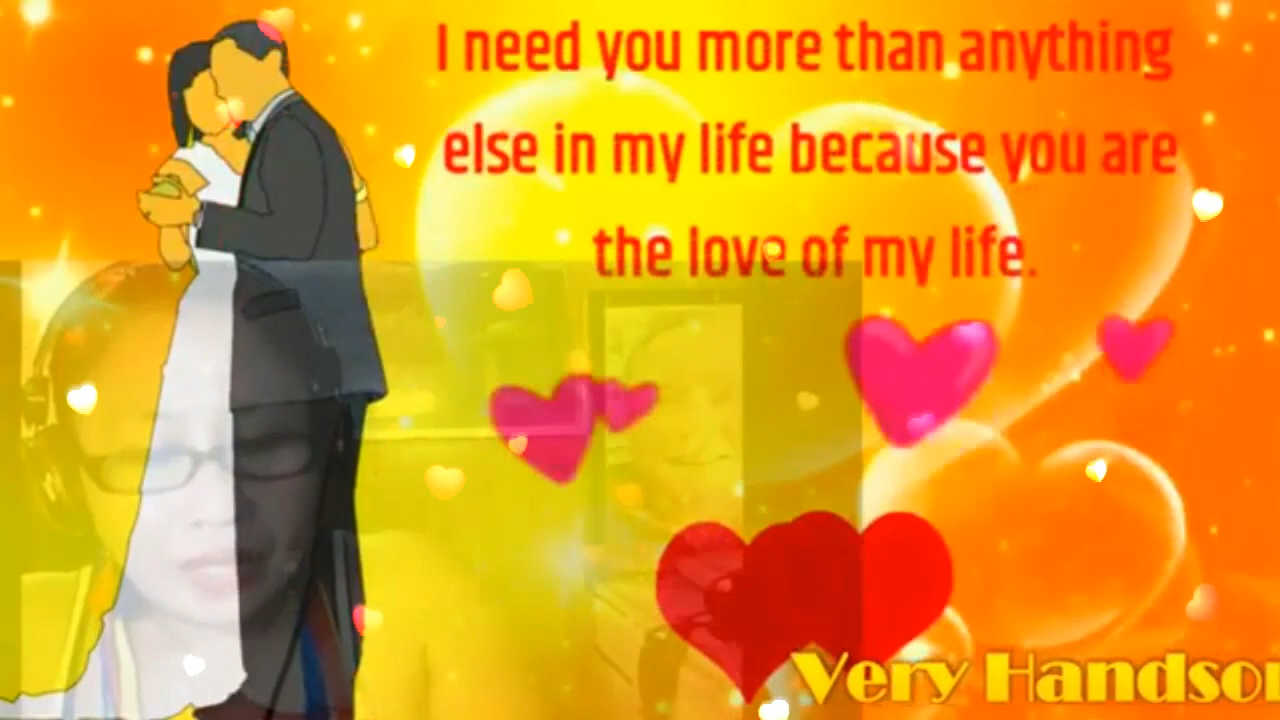 I need you more than anything
else in my life because you are
the love of my life.
Very Handso